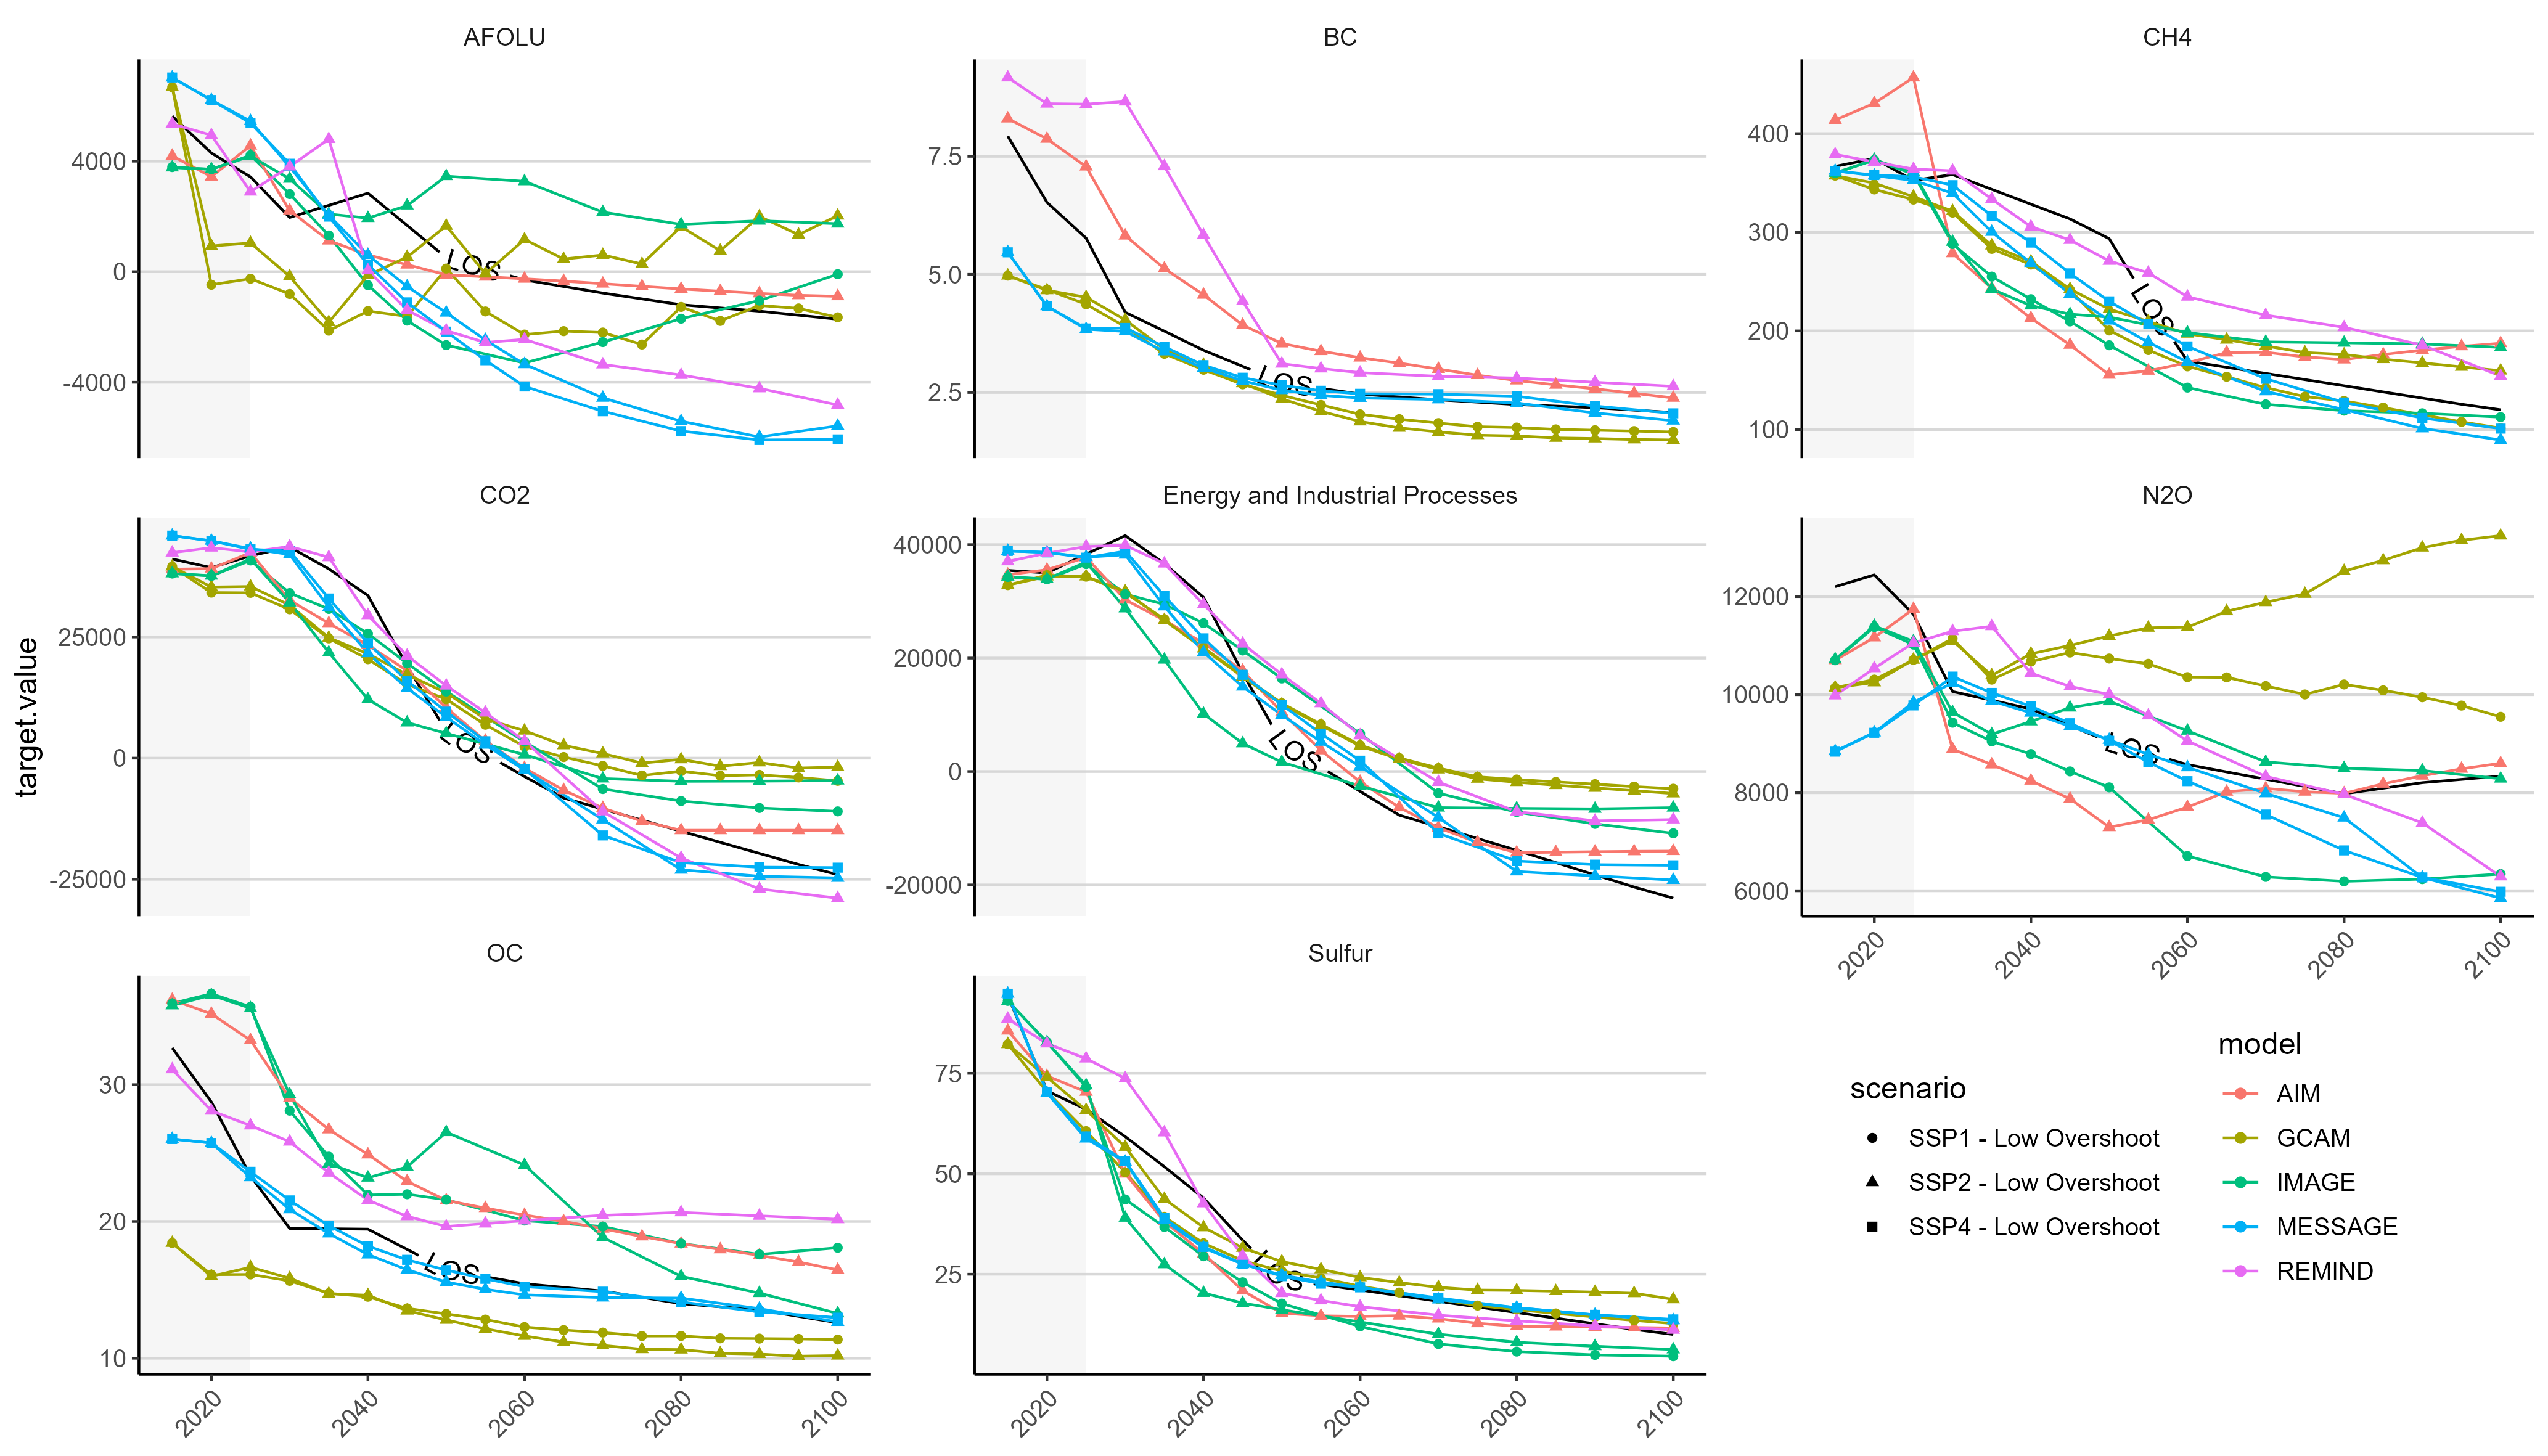 AFOLU
BC
CH4
4000
0
-4000
LOS
7.5
5.0
2.5
LOS
400
300
200
100
LOS
CO2
Energy and Industrial Processes
N2O
target.value
25000
0
-25000
LOS
40000
20000
0
-20000
LOS
12000
10000
8000
6000
LOS
2020
2040
2060
2080
2100
OC
Sulfur
30
20
10
LOS
75
50
25
LOS
2020
2040
2060
2080
2100
2020
2040
2060
2080
2100
scenario
SSP1 - Low Overshoot
SSP2 - Low Overshoot
SSP4 - Low Overshoot
model
AIM
GCAM
IMAGE
MESSAGE
REMIND